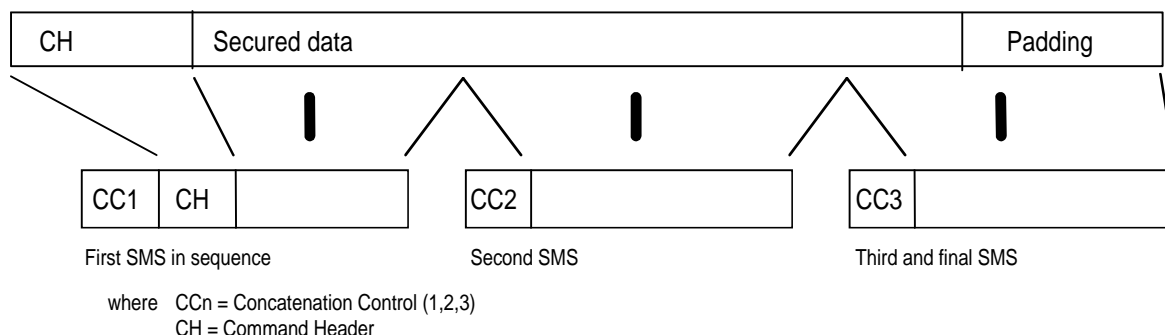 CH Secured data Padding
CC1 CH CC2 CC3
First SMS in sequence Second SMS Third and final SMS
where CCn = Concatenation Control (1,2,3)
CH = Command Header